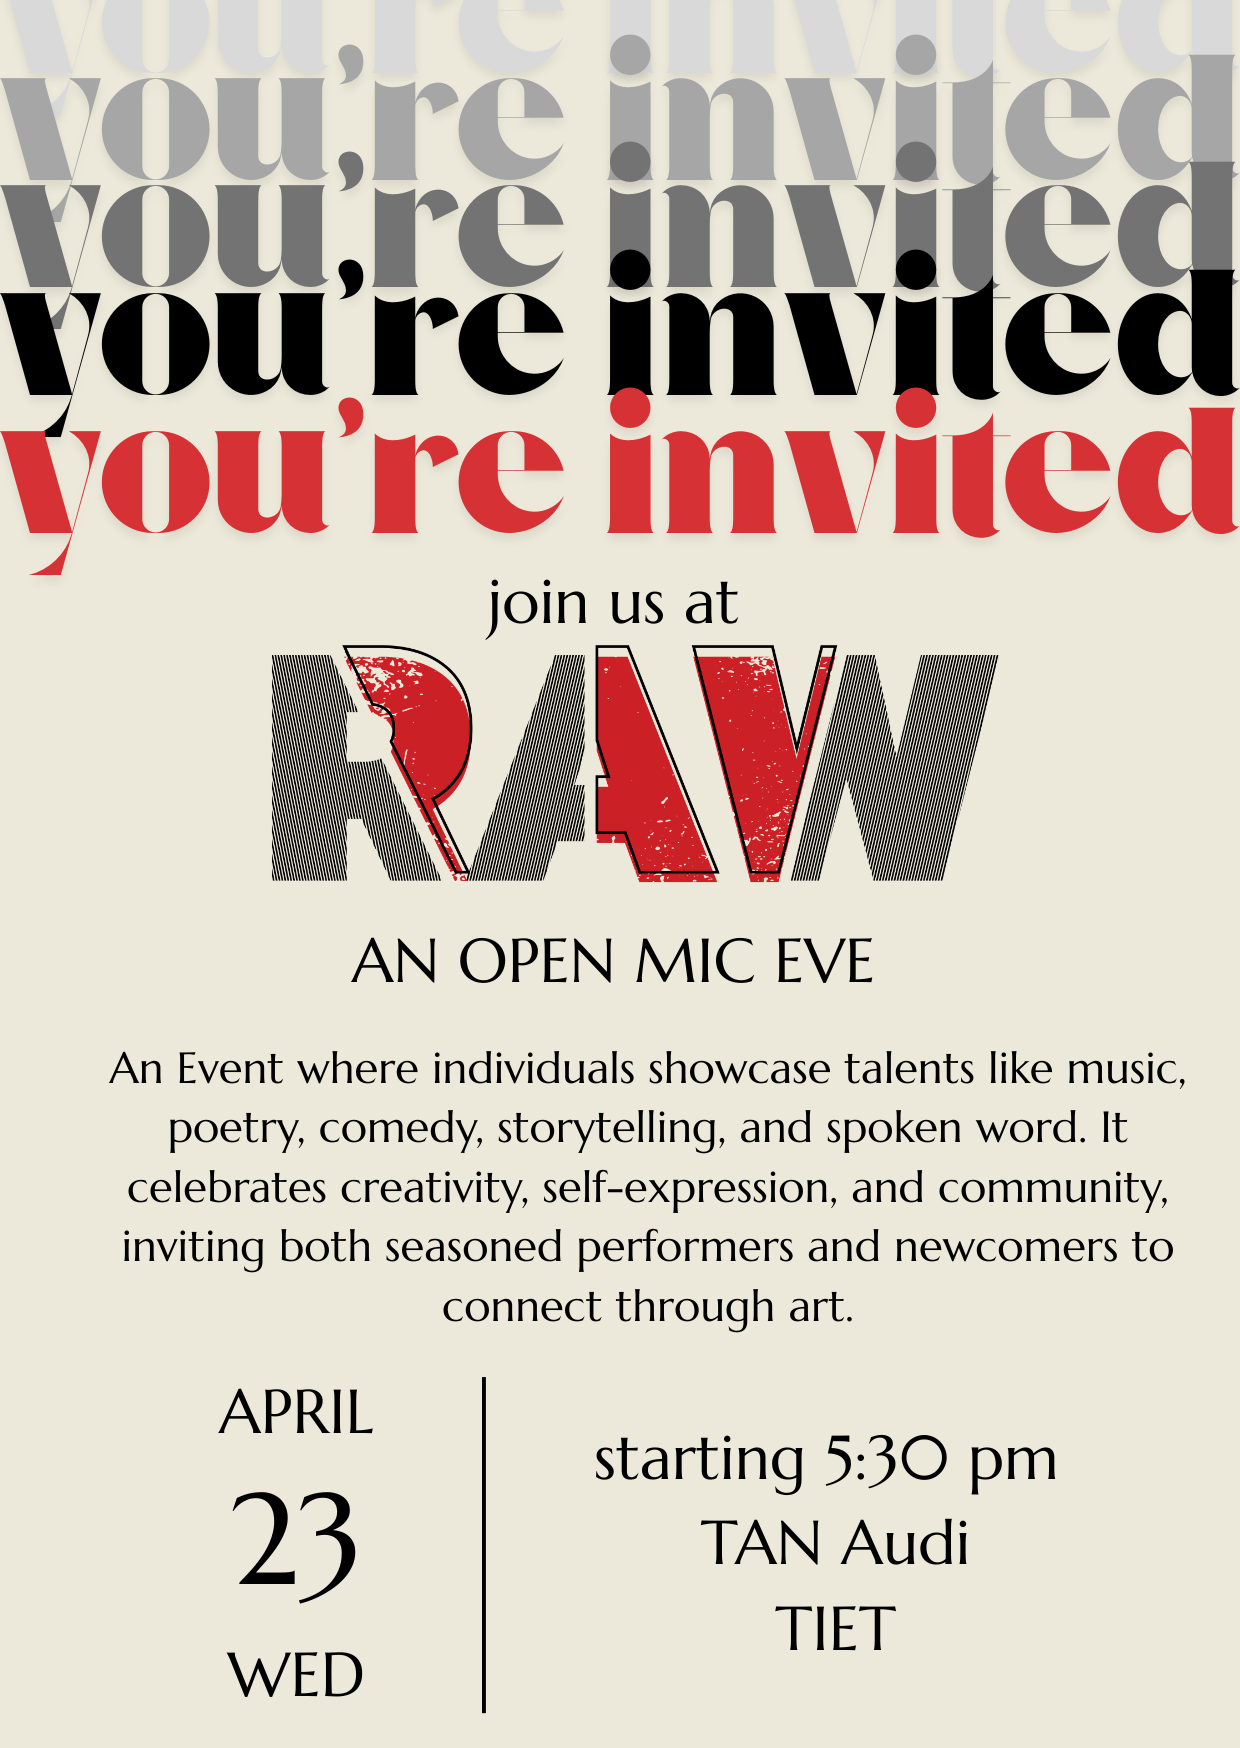 you're invited
you're invited
you're invited
you're invited
you're invited
join us at
RAW
AN OPEN MIC EVE
An Event where individuals showcase talents like music,
poetry, comedy, storytelling, and spoken word. It
celebrates creativity, self-expression, and community,
inviting both seasoned performers and newcomers to
connect through art.
APRIL
23
WED
starting 5:30 pm
TAN Audi
TIET